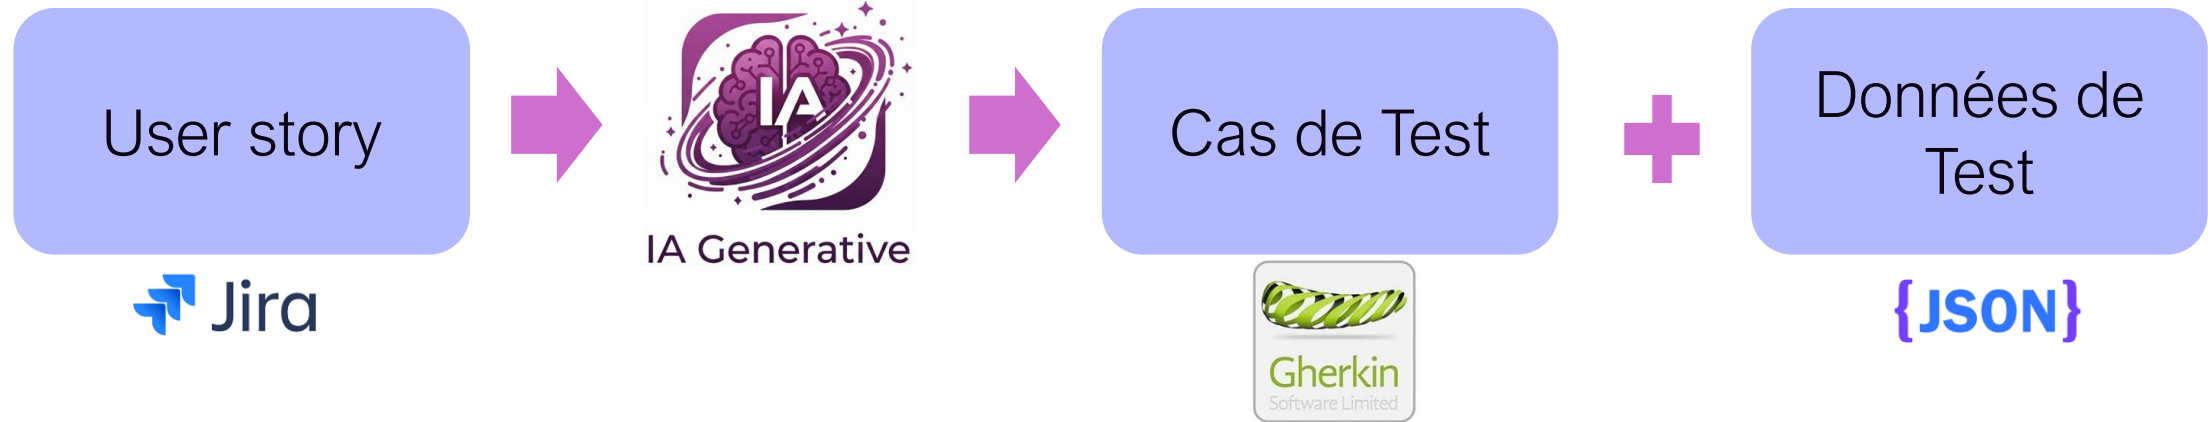 User story
IA
IA Generative
Cas de Test
Données de
Test
Jira
Gherkin
Software Limited
{JSON}